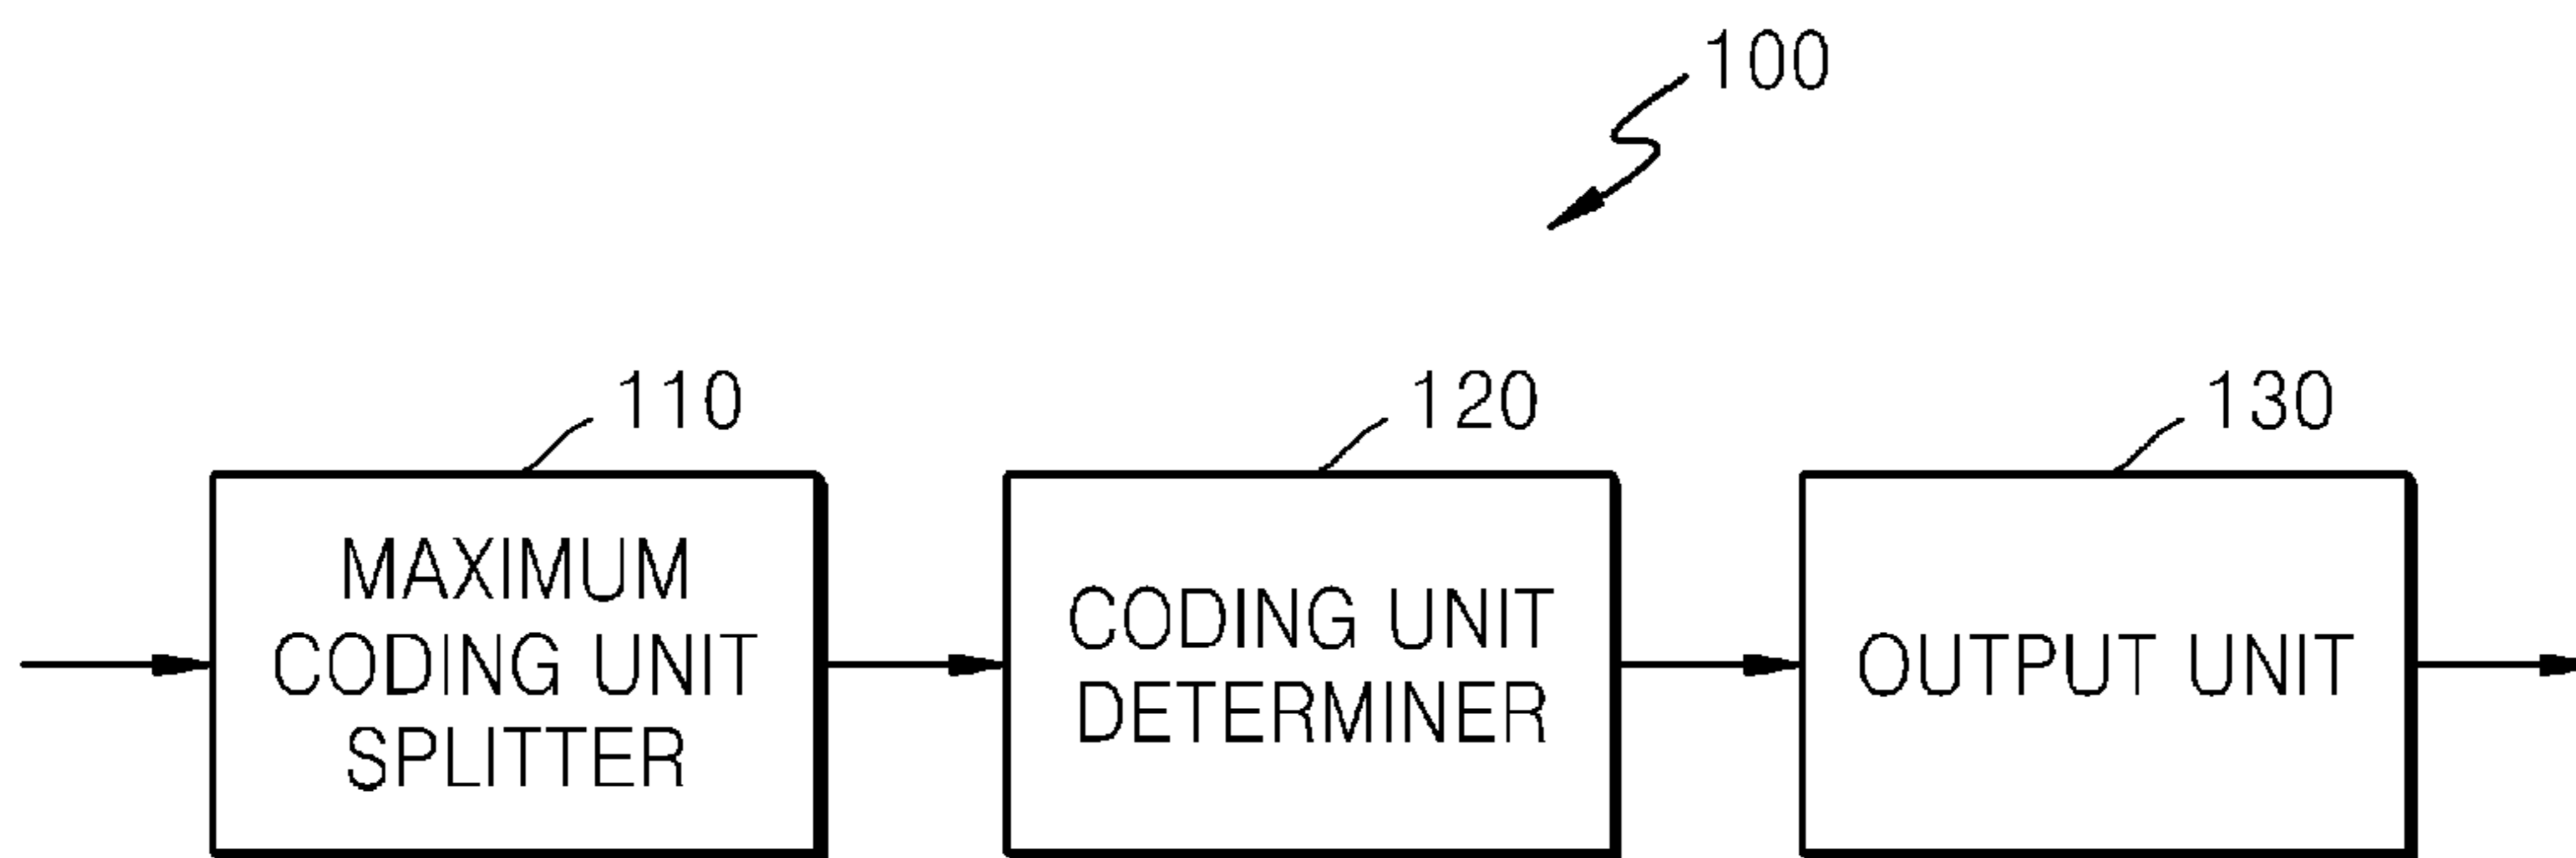 100
110
120
130
MAXIMUM
CODING UNIT
SPLITTER
CODING UNIT
DETERMINER
OUTPUT UNIT